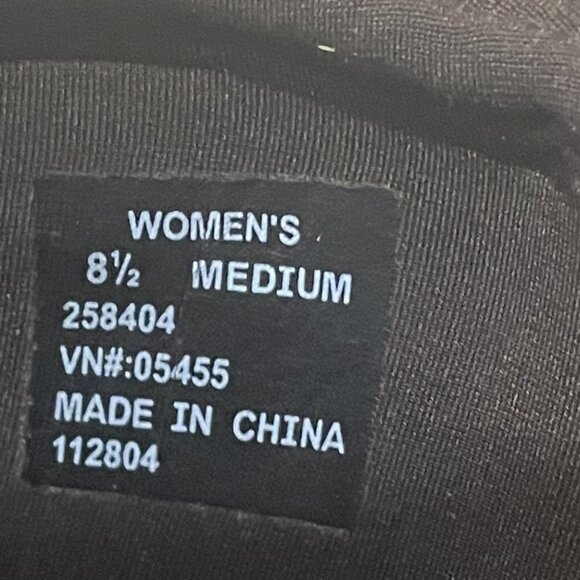 WOMEN'S
8½ MEDIUM
258404
VN#:05455
MADE IN CHINA
112804